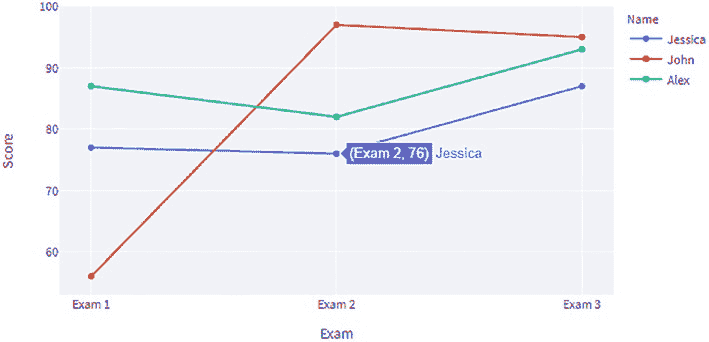 100
90
80
70
60
Score
Exam 1
Exam 2
Exam 3
Exam
(Exam 2, 76) Jessica
Name
Jessica
John
Alex